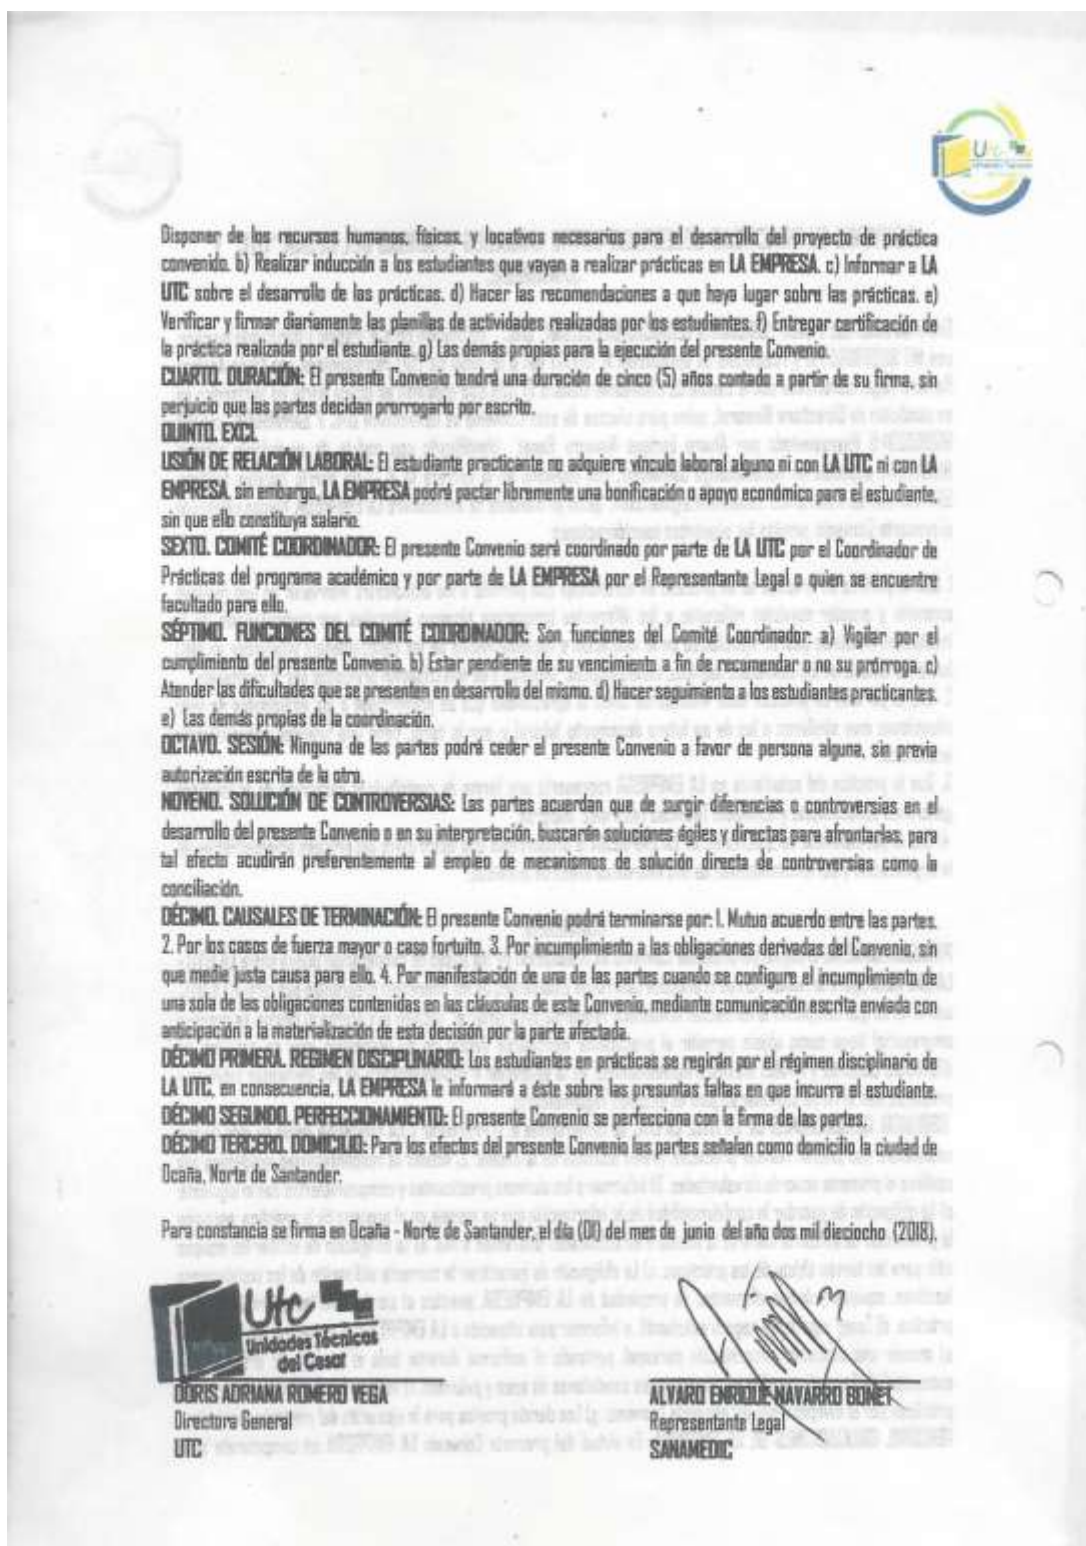 Utc
Disponer de los recursos humanos, físicos, y locativos necesarios para el desarrollo del proyecto de práctica
convenido. b) Realizar inducción a los estudiantes que vayan a realizar prácticas en LA EMPRESA. c) Informar a LA
UTC sobre el desarrollo de las prácticas. d) Hacer las recomendaciones a que haya lugar sobre las prácticas. e)
Verificar y firmar diariamente las planillas de actividades realizadas por los estudiantes. f) Entregar certificación de
la práctica realizada por el estudiante. g) Las demás propias para la ejecución del presente Convenio.
CUARTO. DURACIÓN: El presente Convenio tendrá una duración de cinco (5) años contado a partir de su firma, sin
perjuicio que las partes decidan prorrogarlo por escrito.
QUINTO. EXCL
USIÓN DE RELACIÓN LABORAL: El estudiante practicante no adquiere vínculo laboral alguno ni con LA UTC ni con LA
EMPRESA, sin embargo, LA EMPRESA podrá pactar libremente una bonificación o apoyo económico para el estudiante,
sin que ello constituya salario.
SEXTO. COMITÉ COORDINADOR: El presente Convenio será coordinado por parte de LA UTC por el Coordinador de
Prácticas del programa académico y por parte de LA EMPRESA por el Representante Legal o quien se encuentre
facultado para ello.
SÉPTIMO. FUNCIONES DEL COMITÉ COORDINADOR: Son funciones del Comité Coordinador: a) Vigilar por el
cumplimiento del presente Convenio. b) Estar pendiente de su vencimiento a fin de recomendar o no su prórroga. c)
Atender las dificultades que se presenten en desarrollo del mismo. d) Hacer seguimiento a los estudiantes practicantes.
e) Las demás propias de la coordinación.
OCTAVO. SESIÓN: Ninguna de las partes podrá ceder el presente Convenio a favor de persona alguna, sin previa
autorización escrita de la otra.
NOVENO. SOLUCIÓN DE CONTROVERSIAS: Las partes acuerdan que de surgir diferencias o controversias en el
desarrollo del presente Convenio o en su interpretación, buscarán soluciones ágiles y directas para afrontarlas, para
tal efecto acudirán preferentemente al empleo de mecanismos de solución directa de controversias como la
conciliación.
DÉCIMO. CAUSALES DE TERMINACIÓN: El presente Convenio podrá terminarse por: 1. Mutuo acuerdo entre las partes.
2. Por los casos de fuerza mayor o caso fortuito. 3. Por incumplimiento a las obligaciones derivadas del Convenio, sin
que medie justa causa para ello. 4. Por manifestación de una de las partes cuando se configure el incumplimiento de
una sola de las obligaciones contenidas en las cláusulas de este Convenio, mediante comunicación escrita enviada con
anticipación a la materialización de esta decisión por la parte afectada.
DÉCIMO PRIMERA. REGIMEN DISCIPLINARIO: Los estudiantes en prácticas se regirán por el régimen disciplinario de
LA UTC, en consecuencia, LA EMPRESA le informará a éste sobre las presuntas faltas en que incurra el estudiante.
DÉCIMO SEGUNDO. PERFECCIONAMIENTO: El presente Convenio se perfecciona con la firma de las partes.
DÉCIMO TERCERO. DOMICILIO: Para los efectos del presente Convenio las partes señalan como domicilio la ciudad de
Ocaña, Norte de Santander.
Para constancia se firma en Ocaña - Norte de Santander, el día (01) del mes de junio del año dos mil dieciocho (2018).
Utc
Unidades Técnicas
del Cesar
DORIS ADRIANA ROMERO VEGA
Directora General
UTC
ALVARO ENRIQUE NAVARRO BONET
Representante Legal
SANAMEDIC